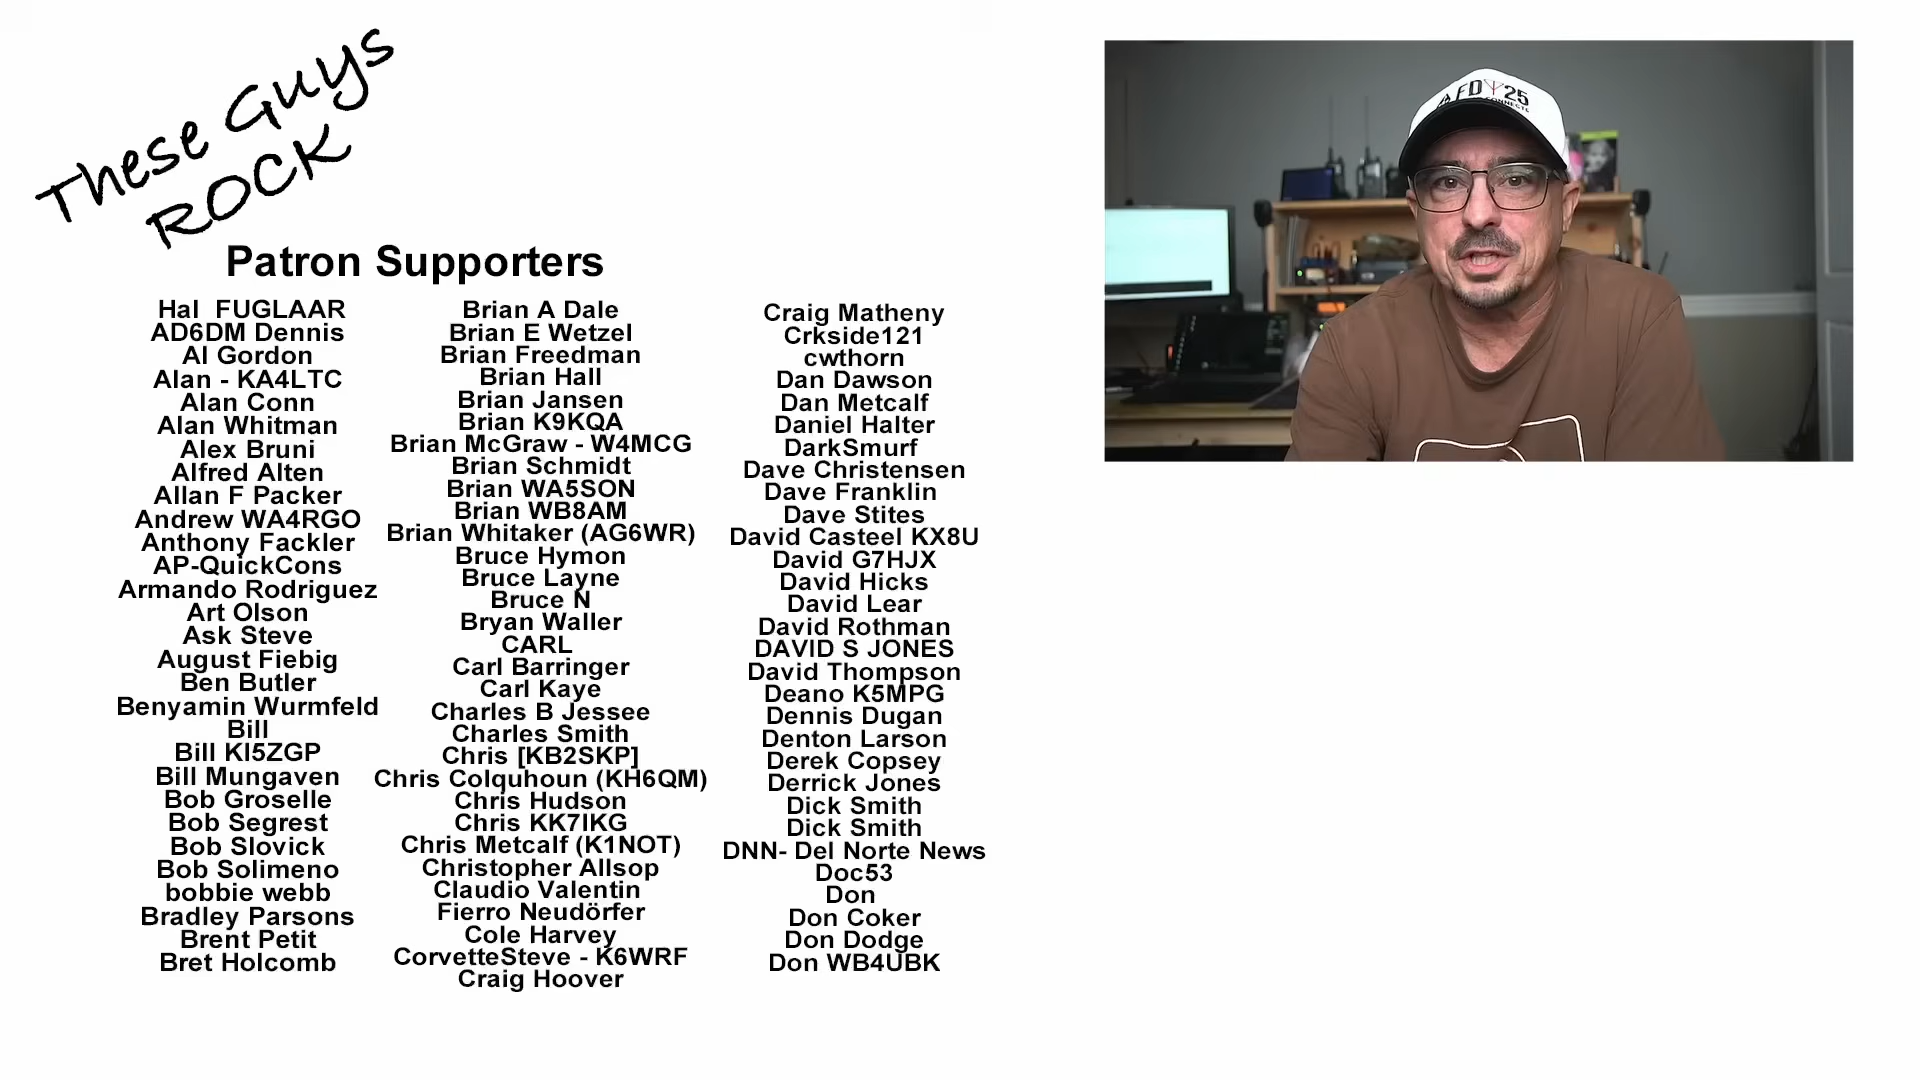 These Guys
ROCK
Patron Supporters
Hal  FUGLAAR
AD6DM Dennis
Al Gordon
Alan - KA4LTC
Alan Conn
Alan Whitman
Alex Bruni
Alfred Alten
Allan F Packer
Andrew WA4RGO
Anthony Fackler
AP-QuickCons
Armando Rodriguez
Art Olson
Ask Steve
August Fiebig
Ben Butler
Benyamin Wurmfeld
Bill
Bill KI5ZGP
Bill Mungaven
Bob Groselle
Bob Segrest
Bob Slovick
Bob Solimeno
bobbie webb
Bradley Parsons
Brent Petit
Bret Holcomb
Brian A Dale
Brian E Wetzel
Brian Freedman
Brian Hall
Brian Jansen
Brian K9KQA
Brian McGraw - W4MCG
Brian Schmidt
Brian WA5SON
Brian WB8AM
Brian Whitaker (AG6WR)
Bruce Hymon
Bruce Layne
Bruce N
Bryan Waller
CARL
Carl Barringer
Carl Kaye
Charles B Jessee
Charles Smith
Chris [KB2SKP]
Chris Colquhoun (KH6QM)
Chris Hudson
Chris KK7IKG
Chris Metcalf (K1NOT)
Christopher Allsop
Claudio Valentin
Fierro Neudörfer
Cole Harvey
CorvetteSteve - K6WRF
Craig Hoover
Craig Matheny
Crkside121
cwthorn
Dan Dawson
Dan Metcalf
Daniel Halter
DarkSmurf
Dave Christensen
Dave Franklin
Dave Stites
David Casteel KX8U
David G7HJX
David Hicks
David Lear
David Rothman
DAVID S JONES
David Thompson
Deano K5MPG
Dennis Dugan
Denton Larson
Derek Copsey
Derrick Jones
Dick Smith
Dick Smith
DNN- Del Norte News
Doc53
Don
Don Coker
Don Dodge
Don WB4UBK
FD 25